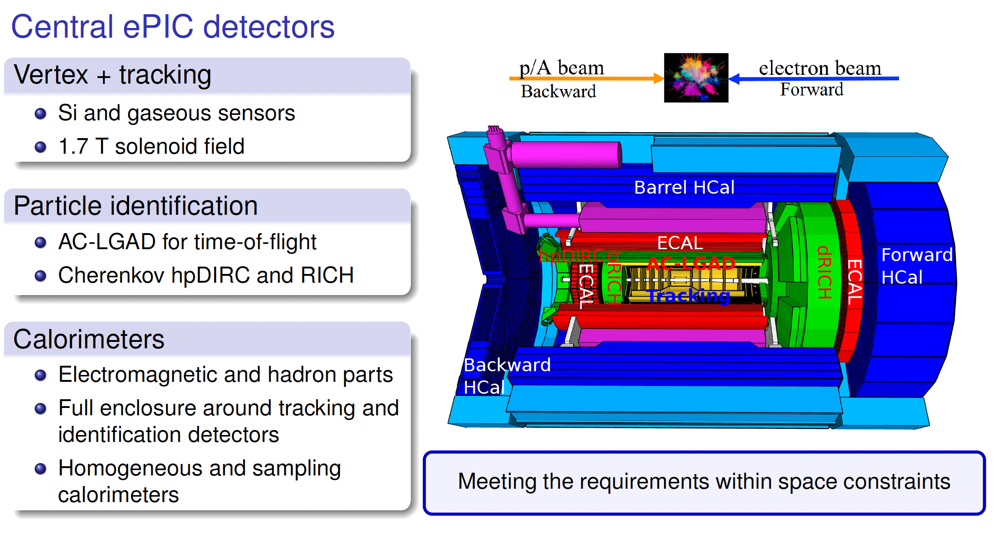 Central ePIC detectors
Vertex + tracking
Si and gaseous sensors
1.7 T solenoid field
Particle identification
AC-LGAD for time-of-flight
Cherenkov hpDIRC and RICH
Calorimeters
Electromagnetic and hadron parts
Full enclosure around tracking and
identification detectors
Homogeneous and sampling
calorimeters
p/A beam
Backward
electron beam
Forward
Barrel HCal
ECAL
hpDIRC
AC-LGAD
ECAL
pfRICH
Tracking
dRICH
ECAL
Forward
HCal
Backward
HCal
Meeting the requirements within space constraints